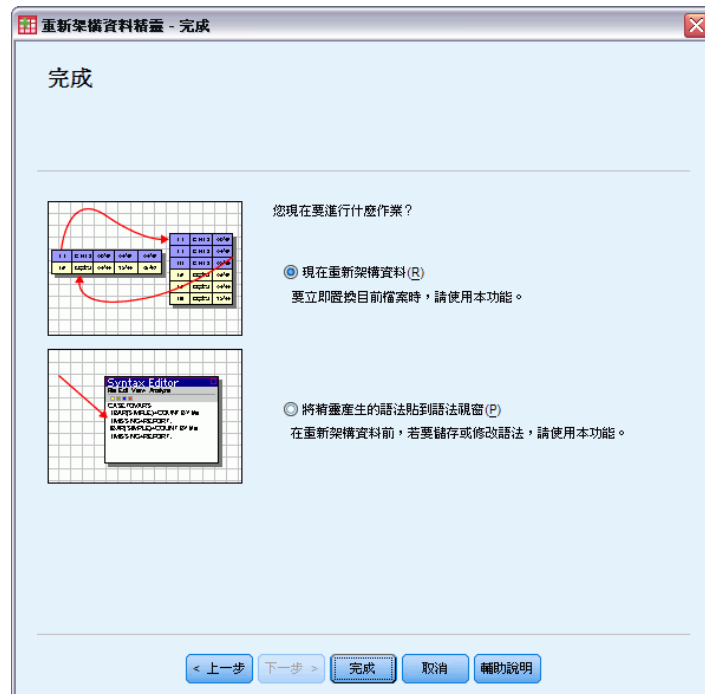 重新架構資料精靈 - 完成
完成
您現在要進行什麼作業？
現在重新架構資料(R)
要立即置換目前檔案時，請使用本功能。
Syntax Editor
File Edit View Analyze
將精靈產生的語法貼到語法視窗(P)
在重新架構資料前，若要儲存或修改語法，請使用本功能。
< 上一步
下一步 >
完成
取消
輔助說明